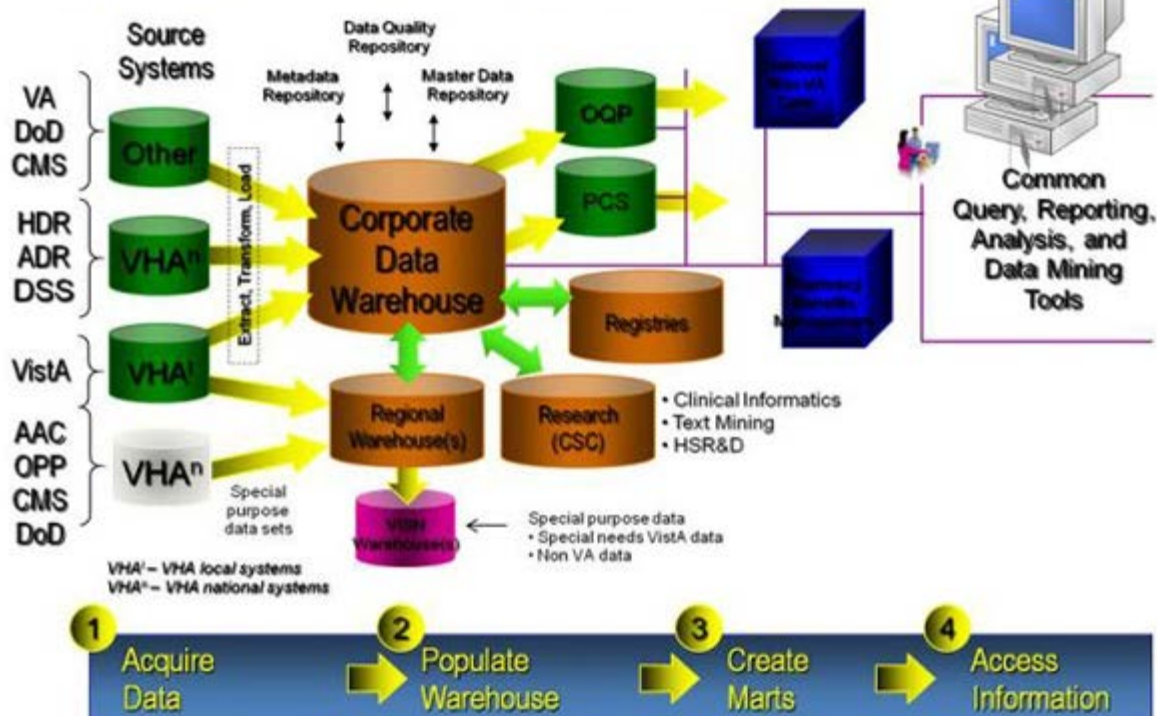 Source
Systems
Data Quality
Repository
Metadata
Repository
Master Data
Repository
VA
DoD
CMS
Other
HDR
ADR
DSS
VHAⁿ
VistA
VHAˡ
AAC
OPP
CMS
DoD
VHAⁿ
Extract, Transform, Load
Corporate
Data
Warehouse
OQP
PCS
Registries
Regional
Warehouse(s)
Research
(CSC)
• Clinical Informatics
• Text Mining
• HSR&D
Special
purpose
data sets
VISN
Warehouse(s)
Special purpose data
• Special needs VistA data
• Non VA data
Common
Query, Reporting,
Analysis, and
Data Mining
Tools
VHAˡ – VHA local systems
VHAⁿ – VHA national systems
1
Acquire
Data
2
Populate
Warehouse
3
Create
Marts
4
Access
Information